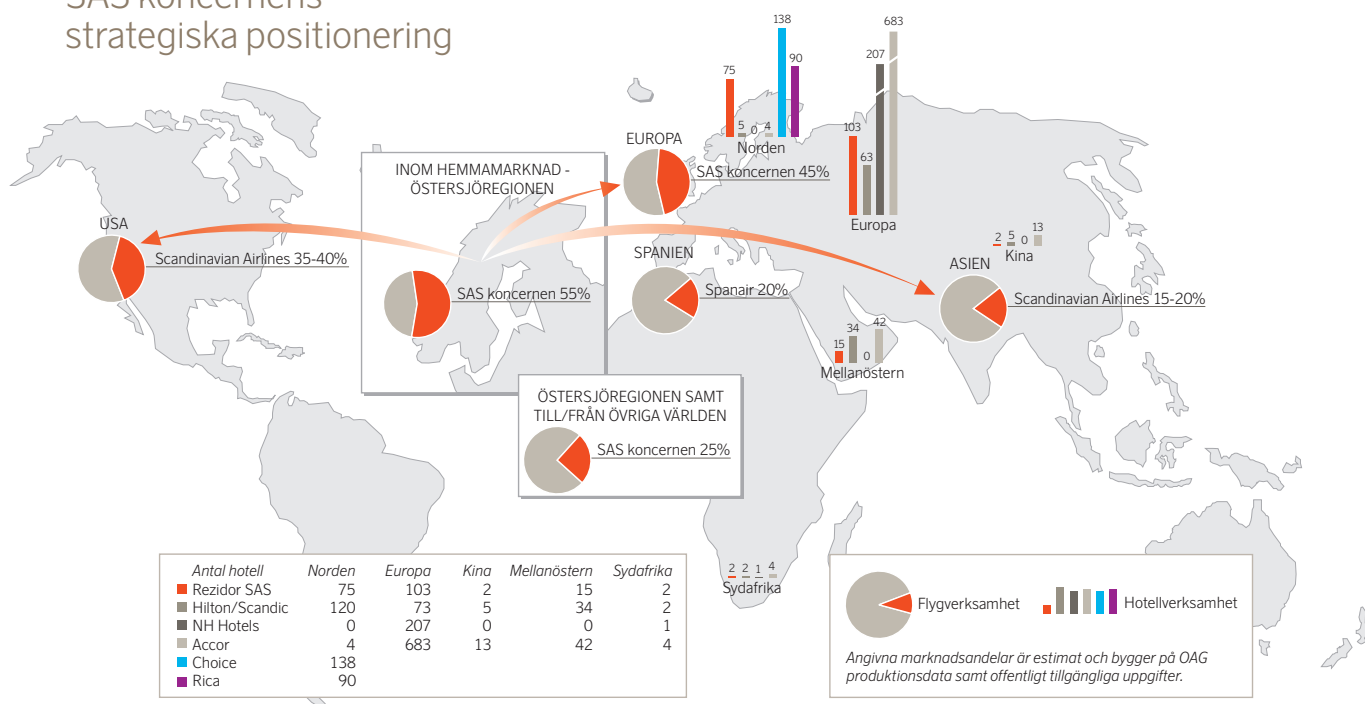 SAS koncernens
strategiska positionering
138
683
75
90
207
5 0 4
Norden
103
63
Europa
EUROPA
SAS koncernen 45%
INOM HEMMAMARKNAD -
ÖSTERSJÖREGIONEN
SAS koncernen 55%
USA
Scandinavian Airlines 35-40%
SPANIEN
Spanair 20%
2 5 0 13
Kina
ASIEN
Scandinavian Airlines 15-20%
15 34 0 42
Mellanöstern
ÖSTERSJÖREGIONEN SAMT
TILL/FRÅN ÖVRIGA VÄRLDEN
SAS koncernen 25%
2 2 1 4
Sydafrika
Antal hotell Norden Europa Kina Mellanöstern Sydafrika
Rezidor SAS 75 103 2 15 2
Hilton/Scandic 120 73 5 34 2
NH Hotels 0 207 0 0 1
Accor 4 683 13 42 4
Choice 138
Rica 90
Flygverksamhet
Hotellverksamhet
Angivna marknadsandelar är estimat och bygger på OAG
produktionsdata samt offentligt tillgängliga uppgifter.